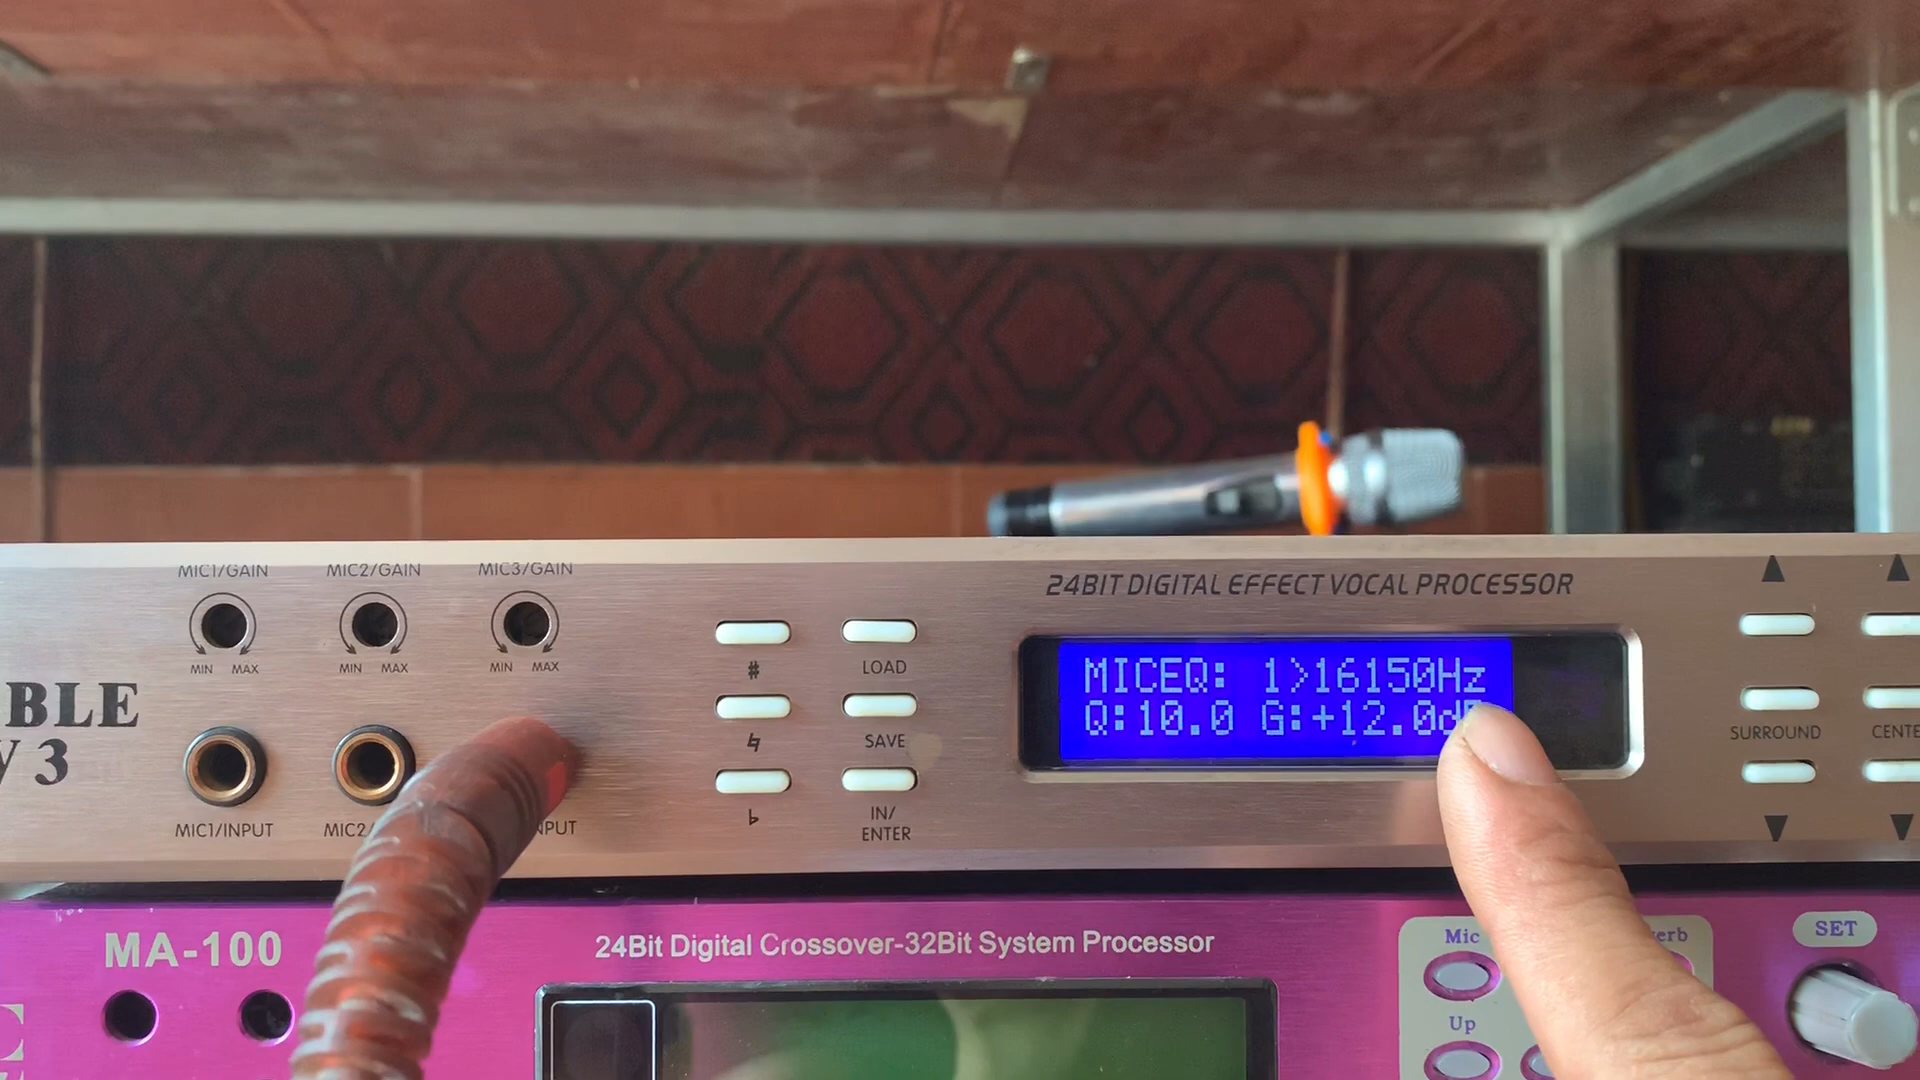 MIC1/GAIN MIC2/GAIN MIC3/GAIN
MIN MAX MIN MAX MIN MAX
BLE
V 3
MIC1/INPUT MIC2/
#
LOAD
SAVE
♭
IN/
ENTER
24BIT DIGITAL EFFECT VOCAL PROCESSOR
MICEQ: 1>16150Hz
Q:10.0 G:+12.0d
SURROUND
MA-100
24Bit Digital Crossover-32Bit System Processor
Mic
Up
SET